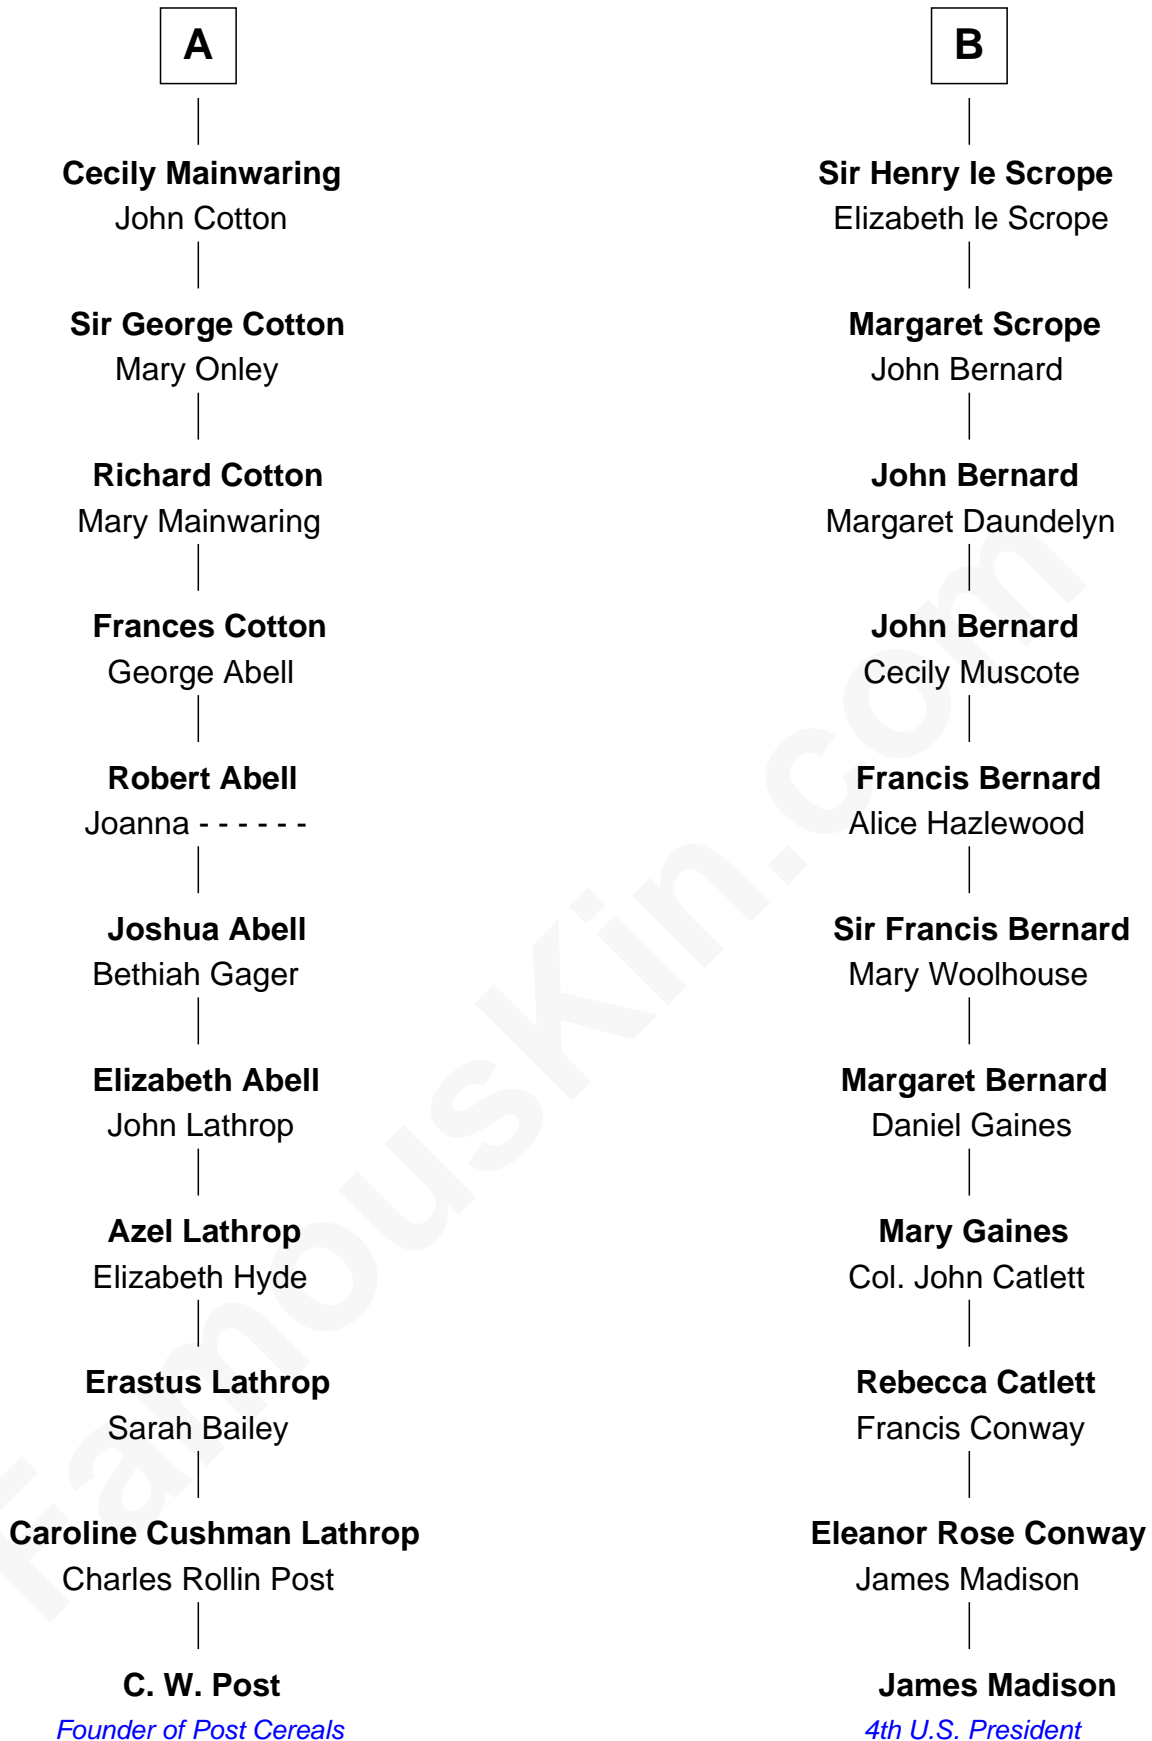 A
Cecily Mainwaring
John Cotton
Sir George Cotton
Mary Onley
Richard Cotton
Mary Mainwaring
Frances Cotton
George Abell
Robert Abell
Joanna - - - - - -
Joshua Abell
Bethiah Gager
Elizabeth Abell
John Lathrop
Azel Lathrop
Elizabeth Hyde
Erastus Lathrop
Sarah Bailey
Caroline Cushman Lathrop
Charles Rollin Post
C. W. Post
Founder of Post Cereals
B
Sir Henry le Scrope
Elizabeth le Scrope
Margaret Scrope
John Bernard
John Bernard
Margaret Daundelyn
John Bernard
Cecily Muscote
Francis Bernard
Alice Hazlewood
Sir Francis Bernard
Mary Woolhouse
Margaret Bernard
Daniel Gaines
Mary Gaines
Col. John Catlett
Rebecca Catlett
Francis Conway
Eleanor Rose Conway
James Madison
James Madison
4th U.S. President
FamousKin.com